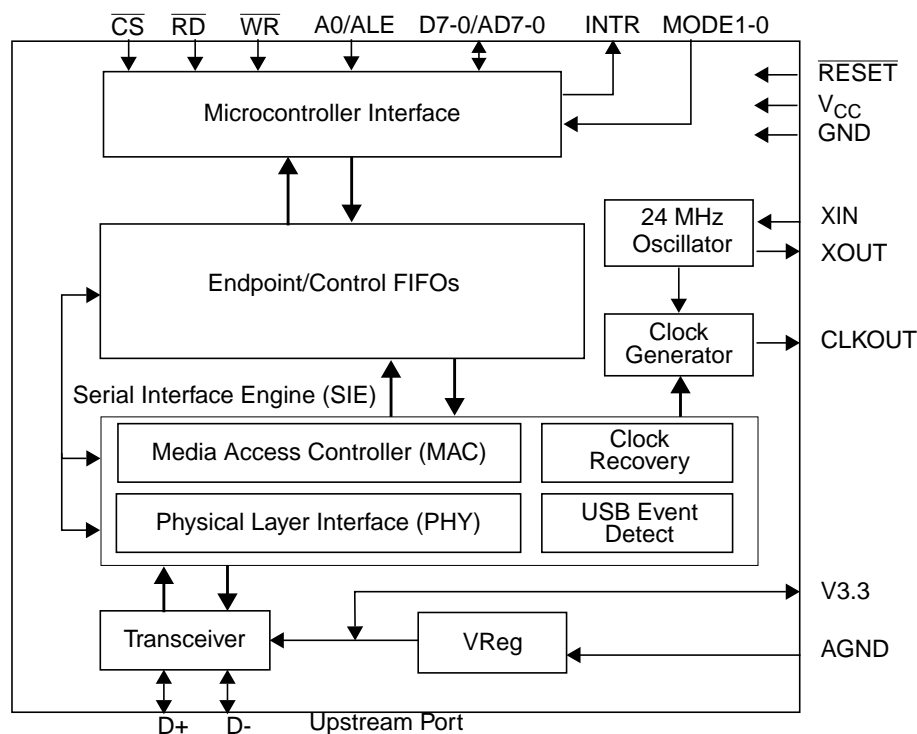 CS RD WR A0/ALE D7-0/AD7-0 INTR MODE1-0
RESET
VCC
GND
Microcontroller Interface
24 MHz
Oscillator
XIN
XOUT
Endpoint/Control FIFOs
Clock
Generator
CLKOUT
Serial Interface Engine (SIE)
Media Access Controller (MAC)
Clock
Recovery
Physical Layer Interface (PHY)
USB Event
Detect
V3.3
Transceiver
VReg
AGND
D+ D- Upstream Port